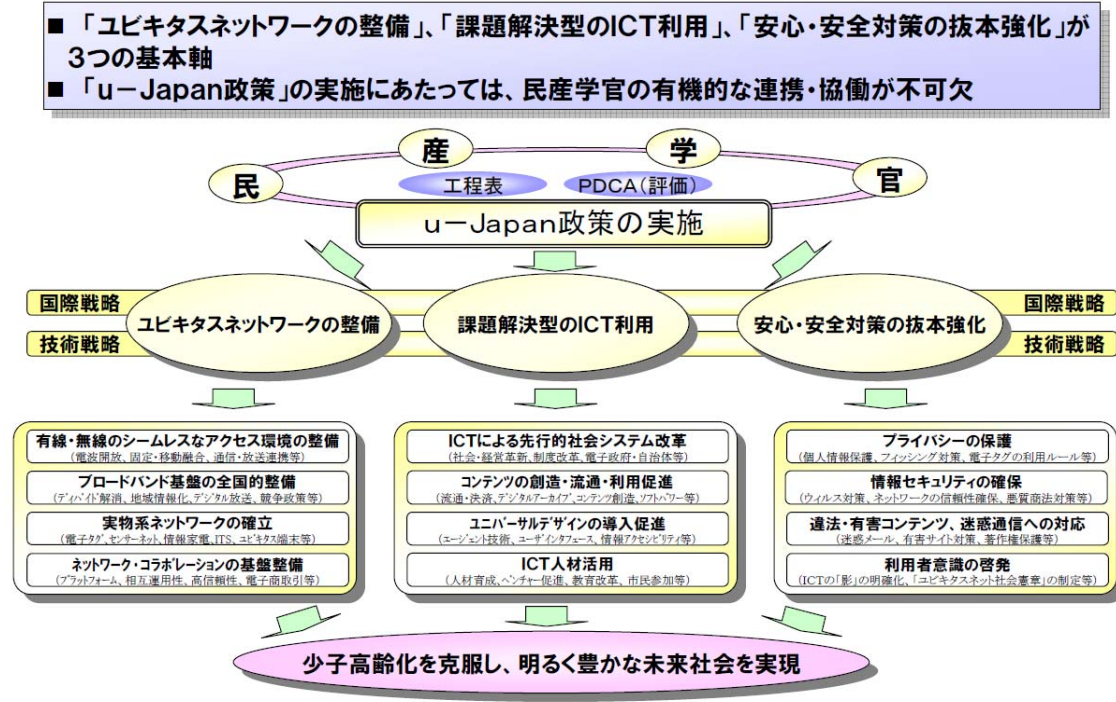 ■ 「ユビキタスネットワークの整備」、「課題解決型のICT利用」、「安心・安全対策の抜本強化」が
３つの基本軸
■ 「u－Japan政策」の実施にあたっては、民産学官の有機的な連携・協働が不可欠
民
産
学
官
工程表
PDCA(評価)
u－Japan政策の実施
国際戦略
国際戦略
ユビキタスネットワークの整備
課題解決型のICT利用
安心・安全対策の抜本強化
技術戦略
技術戦略
有線・無線のシームレスなアクセス環境の整備
(電波開放、固定・移動融合、通信・放送連携等)
ブロードバンド基盤の全国的整備
(ディバイド解消、地域情報化、デジタル放送、競争政策等)
実物系ネットワークの確立
(電子タグ、センサーネット、情報家電、ITS、ユビキタス端末等)
ネットワーク・コラボレーションの基盤整備
(プラットフォーム、相互運用性、高信頼性、電子商取引等)
ICTによる先行的社会システム改革
(社会・経営革新、制度改革、電子政府・自治体等)
コンテンツの創造・流通・利用促進
(流通・決済、デジタルアーカイブ、コンテンツ創造、ソフトパワー等)
ユニバーサルデザインの導入促進
(エージェント技術、ユーザインタフェース、情報アクセシビリティ等)
ICT人材活用
(人材育成、ベンチャー促進、教育改革、市民参加等)
プライバシーの保護
(個人情報保護、フィッシング対策、電子タグの利用ルール等)
情報セキュリティの確保
(ウィルス対策、ネットワークの信頼性確保、悪質商法対策等)
違法・有害コンテンツ、迷惑通信への対応
(迷惑メール、有害サイト対策、著作権保護等)
利用者意識の啓発
(ICTの「影」の明確化、「ユビキタスネット社会憲章」の制定等)
少子高齢化を克服し、明るく豊かな未来社会を実現